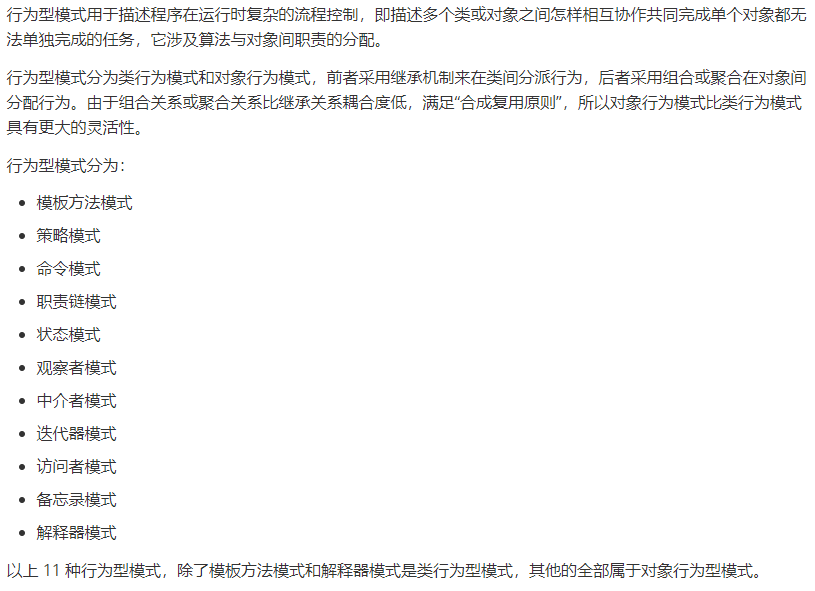 行为型模式用于描述程序在运行时复杂的流程控制，即描述多个类或对象之间怎样相互协作共同完成单个对象都无
法单独完成的任务，它涉及算法与对象间职责的分配。
行为型模式分为类行为模式和对象行为模式，前者采用继承机制来在类间分派行为，后者采用组合或聚合在对象间
分配行为。由于组合关系或聚合关系比继承关系耦合度低，满足“合成复用原则”，所以对象行为模式比类行为模式
具有更大的灵活性。
行为型模式分为：
• 模板方法模式
• 策略模式
• 命令模式
• 职责链模式
• 状态模式
• 观察者模式
• 中介者模式
• 迭代器模式
• 访问者模式
• 备忘录模式
• 解释器模式
以上 11 种行为型模式，除了模板方法模式和解释器模式是类行为型模式，其他的全部属于对象行为型模式。